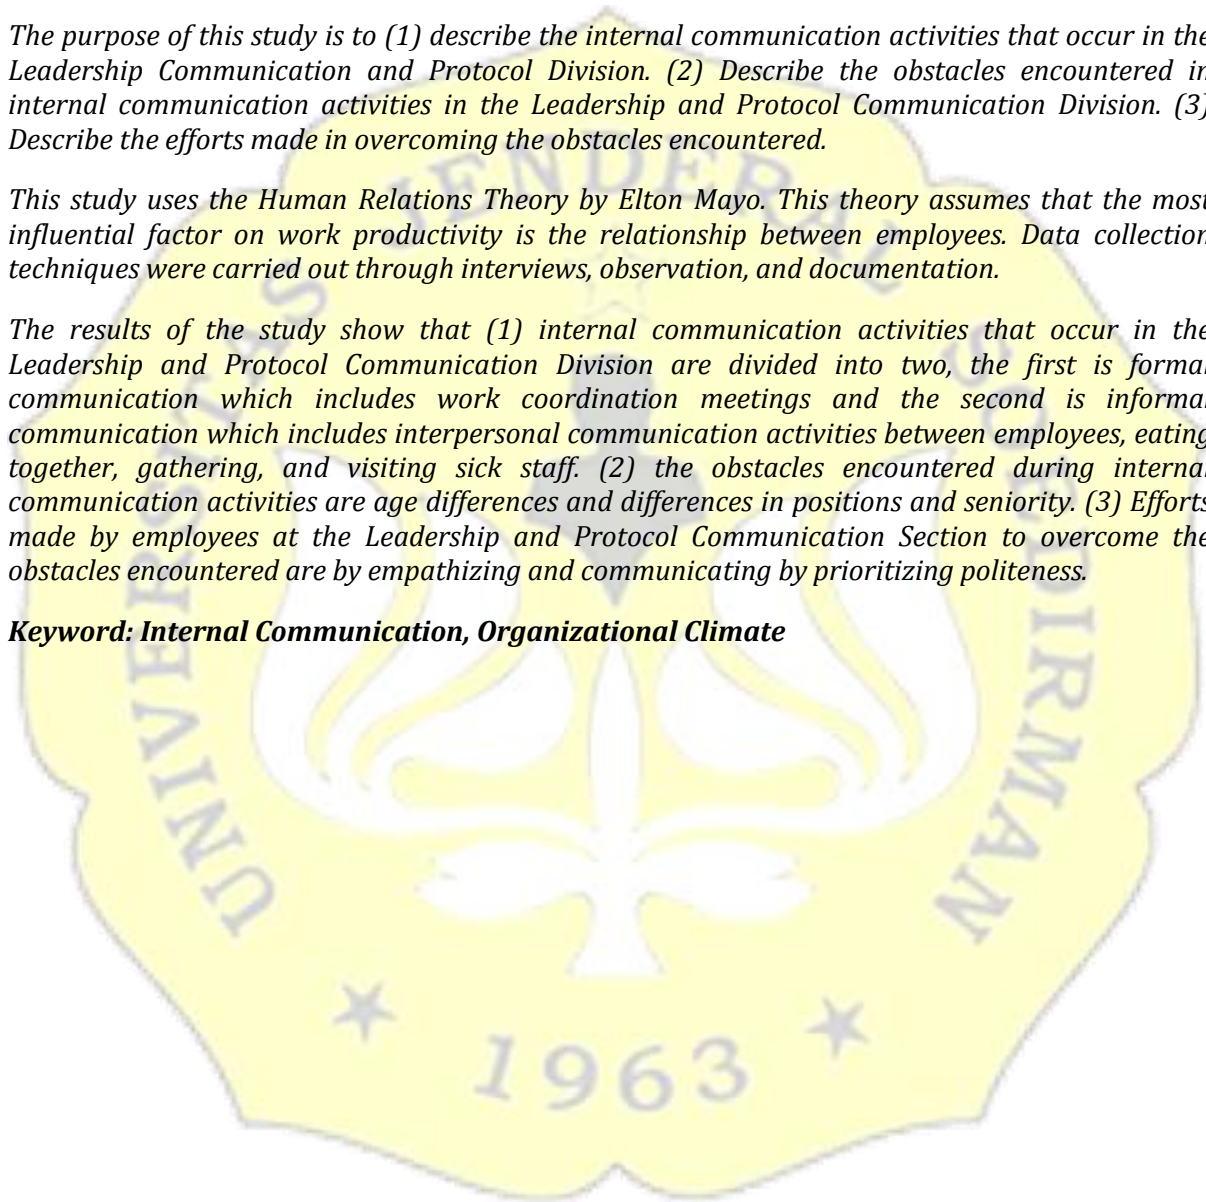 The purpose of this study is to (1) describe the internal communication activities that occur in the
Leadership Communication and Protocol Division. (2) Describe the obstacles encountered in
internal communication activities in the Leadership and Protocol Communication Division. (3)
Describe the efforts made in overcoming the obstacles encountered.
This study uses the Human Relations Theory by Elton Mayo. This theory assumes that the most
influential factor on work productivity is the relationship between employees. Data collection
techniques were carried out through interviews, observation, and documentation.
The results of the study show that (1) internal communication activities that occur in the
Leadership and Protocol Communication Division are divided into two, the first is formal
communication which includes work coordination meetings and the second is informal
communication which includes interpersonal communication activities between employees, eating
together, gathering, and visiting sick staff. (2) the obstacles encountered during internal
communication activities are age differences and differences in positions and seniority. (3) Efforts
made by employees at the Leadership and Protocol Communication Section to overcome the
obstacles encountered are by empathizing and communicating by prioritizing politeness.
Keyword: Internal Communication, Organizational Climate
UNIVERSITAS JENDERAL SOEDIRMAN
1963